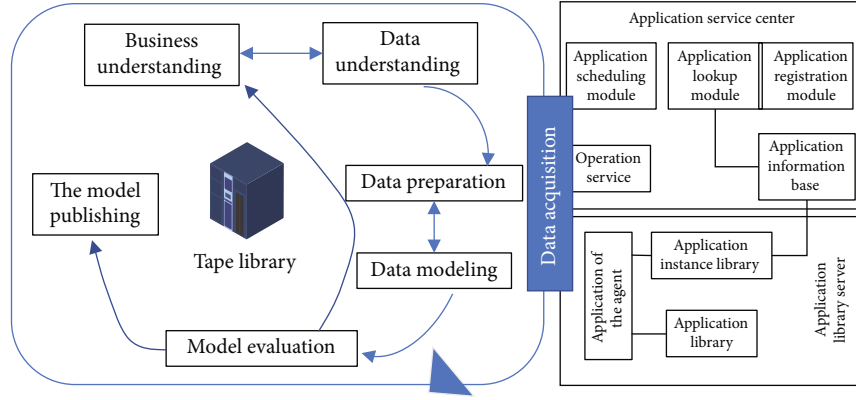 Business
understanding
Data
understanding
The model
publishing
Tape library
Data preparation
Data modeling
Model evaluation
Data acquisition
Application service center
Application
scheduling
module
Application
lookup
module
Application
registration
module
Operation
service
Application
information
base
Application of
the agent
Application
instance library
Application
library
Application
library server